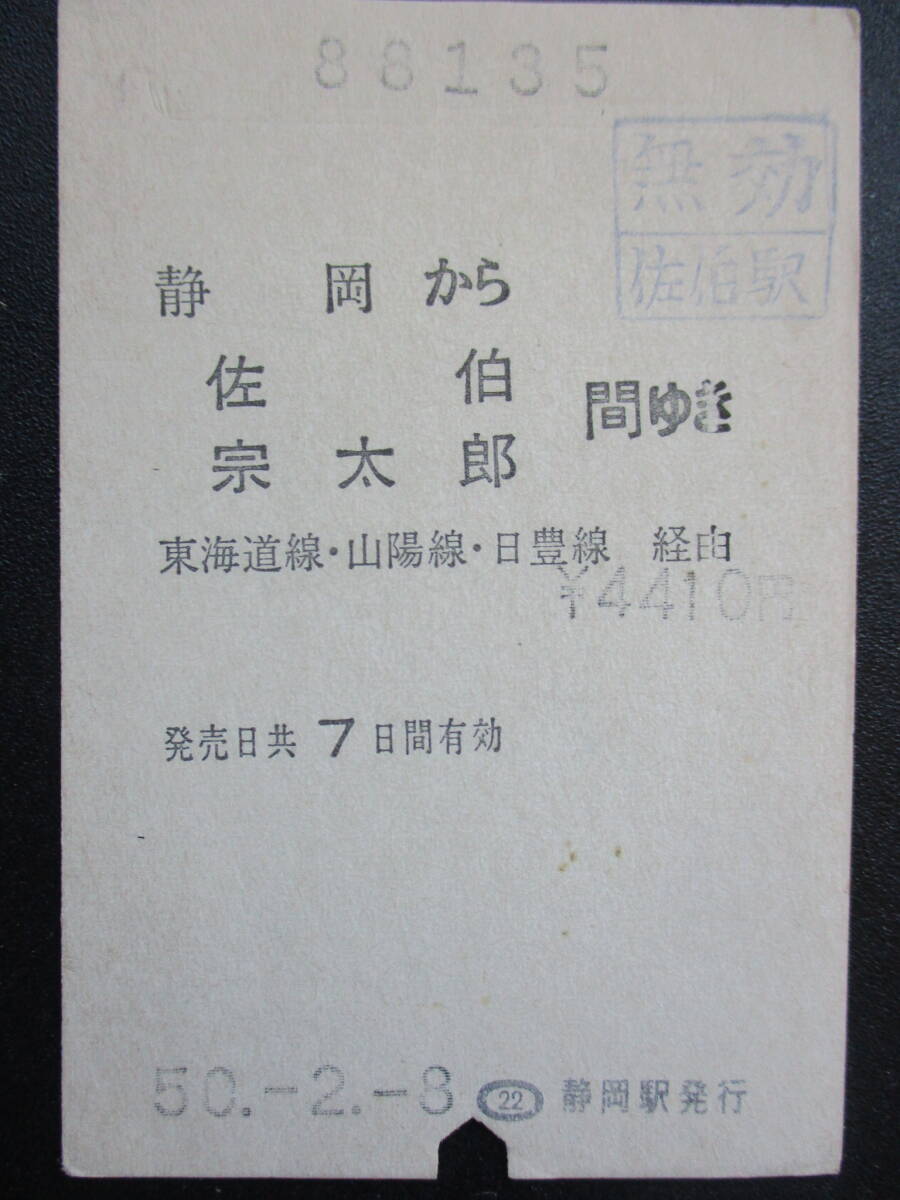 88135
無効
佐伯駅
静岡から
佐伯
宗太郎
間ゆき
東海道線・山陽線・日豊線 経由
¥4410円
発売日共 7 日間有効
50.-2.-8 22 静岡駅発行